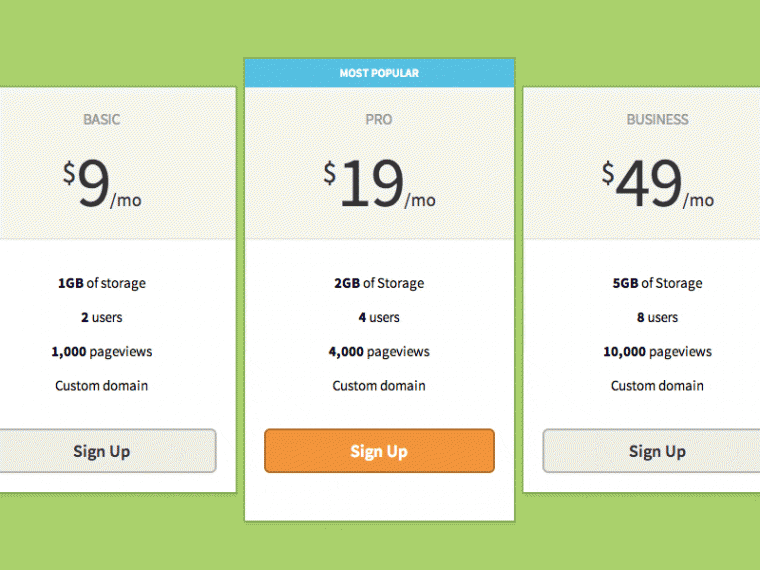 BASIC
$9/mo
1GB of storage
2 users
1,000 pageviews
Custom domain
Sign Up
MOST POPULAR
PRO
$19/mo
2GB of Storage
4 users
4,000 pageviews
Custom domain
Sign Up
BUSINESS
$49/mo
5GB of Storage
8 users
10,000 pageviews
Custom domain
Sign Up